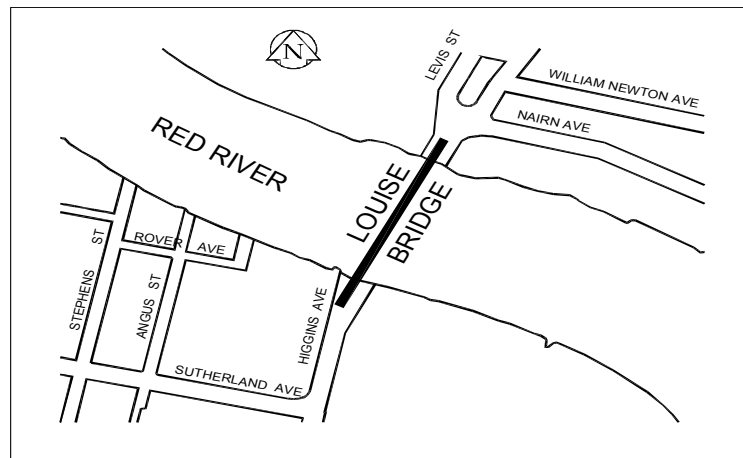 N
LEVIS ST
WILLIAM NEWTON AVE
NAIRN AVE
RED RIVER
LOUISE
BRIDGE
ROVER AVE
STEPHENS ST
ANGUS ST
HIGGINS AVE
SUTHERLAND AVE